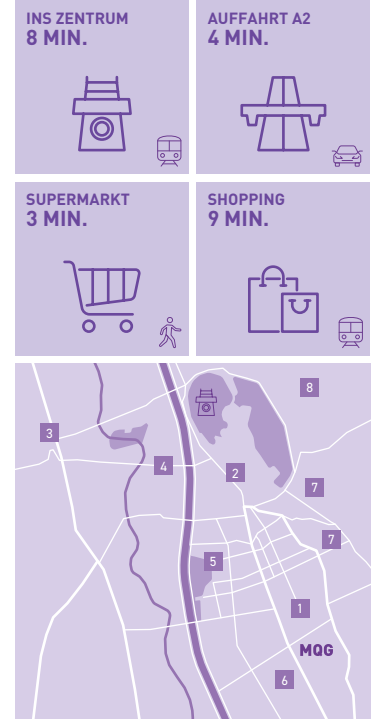 INS ZENTRUM
8 MIN.
AUFFAHRT A2
4 MIN.
SUPERMARKT
3 MIN.
SHOPPING
9 MIN.
8
3
4
2
7
7
5
1
MQG
6